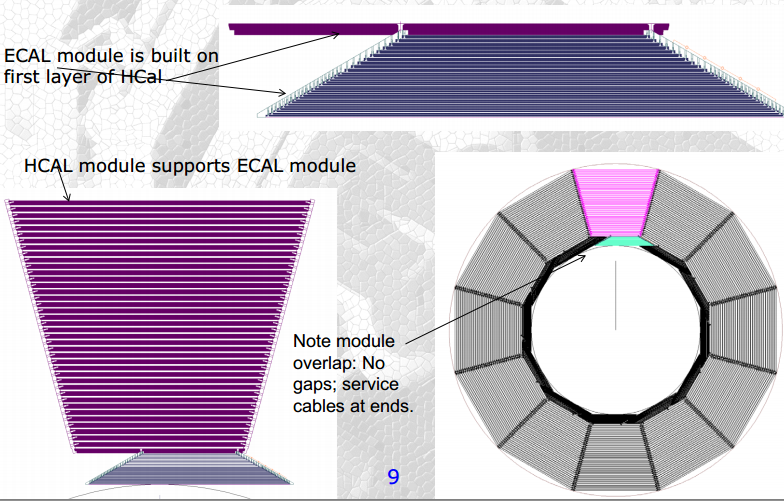 ECAL module is built on
first layer of HCal
HCAL module supports ECAL module
Note module
overlap: No
gaps; service
cables at ends.
9